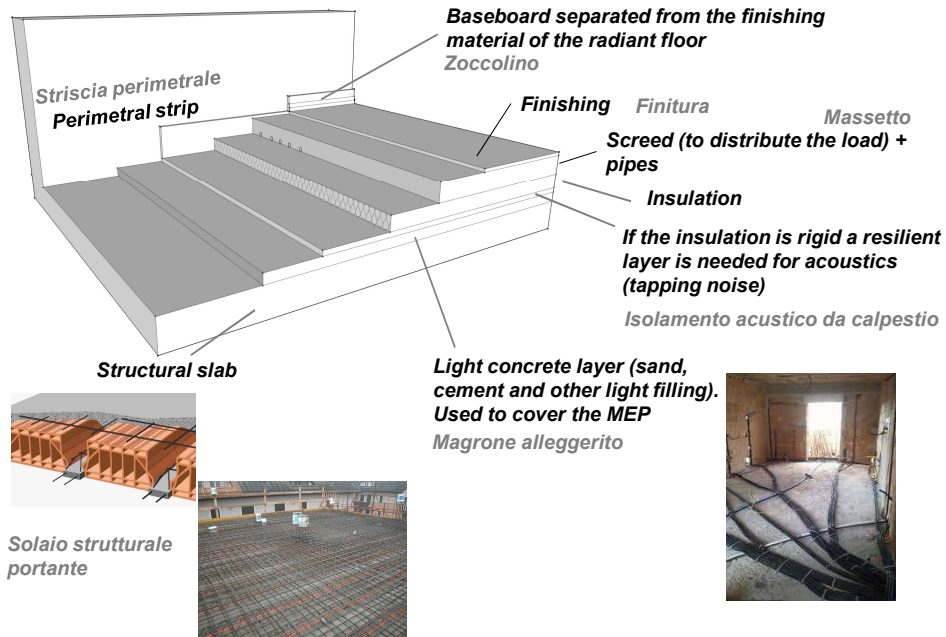 Baseboard separated from the finishing
material of the radiant floor
Zoccolino
Striscia perimetrale
Perimetral strip
Finishing
Finitura
Massetto
Screed (to distribute the load) +
pipes
Insulation
If the insulation is rigid a resilient
layer is needed for acoustics
(tapping noise)
Isolamento acustico da calpestio
Structural slab
Light concrete layer (sand,
cement and other light filling).
Used to cover the MEP
Magrone alleggerito
Solaio strutturale
portante